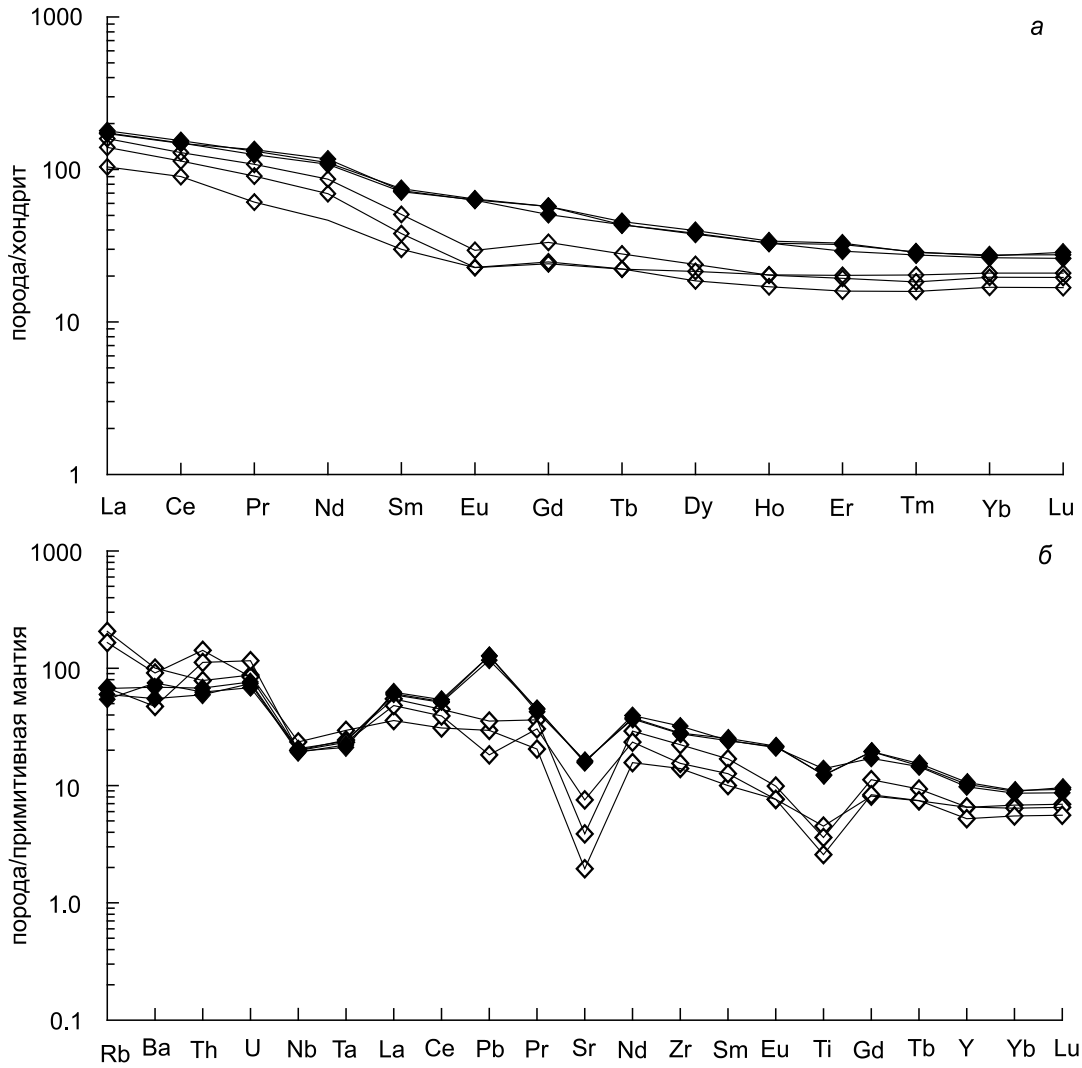 1000
а
100
10
1
порода/хондрит
La Ce Pr Nd Sm Eu Gd Tb Dy Ho Er Tm Yb Lu
1000
б
100
10
1.0
0.1
порода/примитивная мантия
Rb Ba Th U Nb Ta La Ce Pb Pr Sr Nd Zr Sm Eu Ti Gd Tb Y Yb Lu